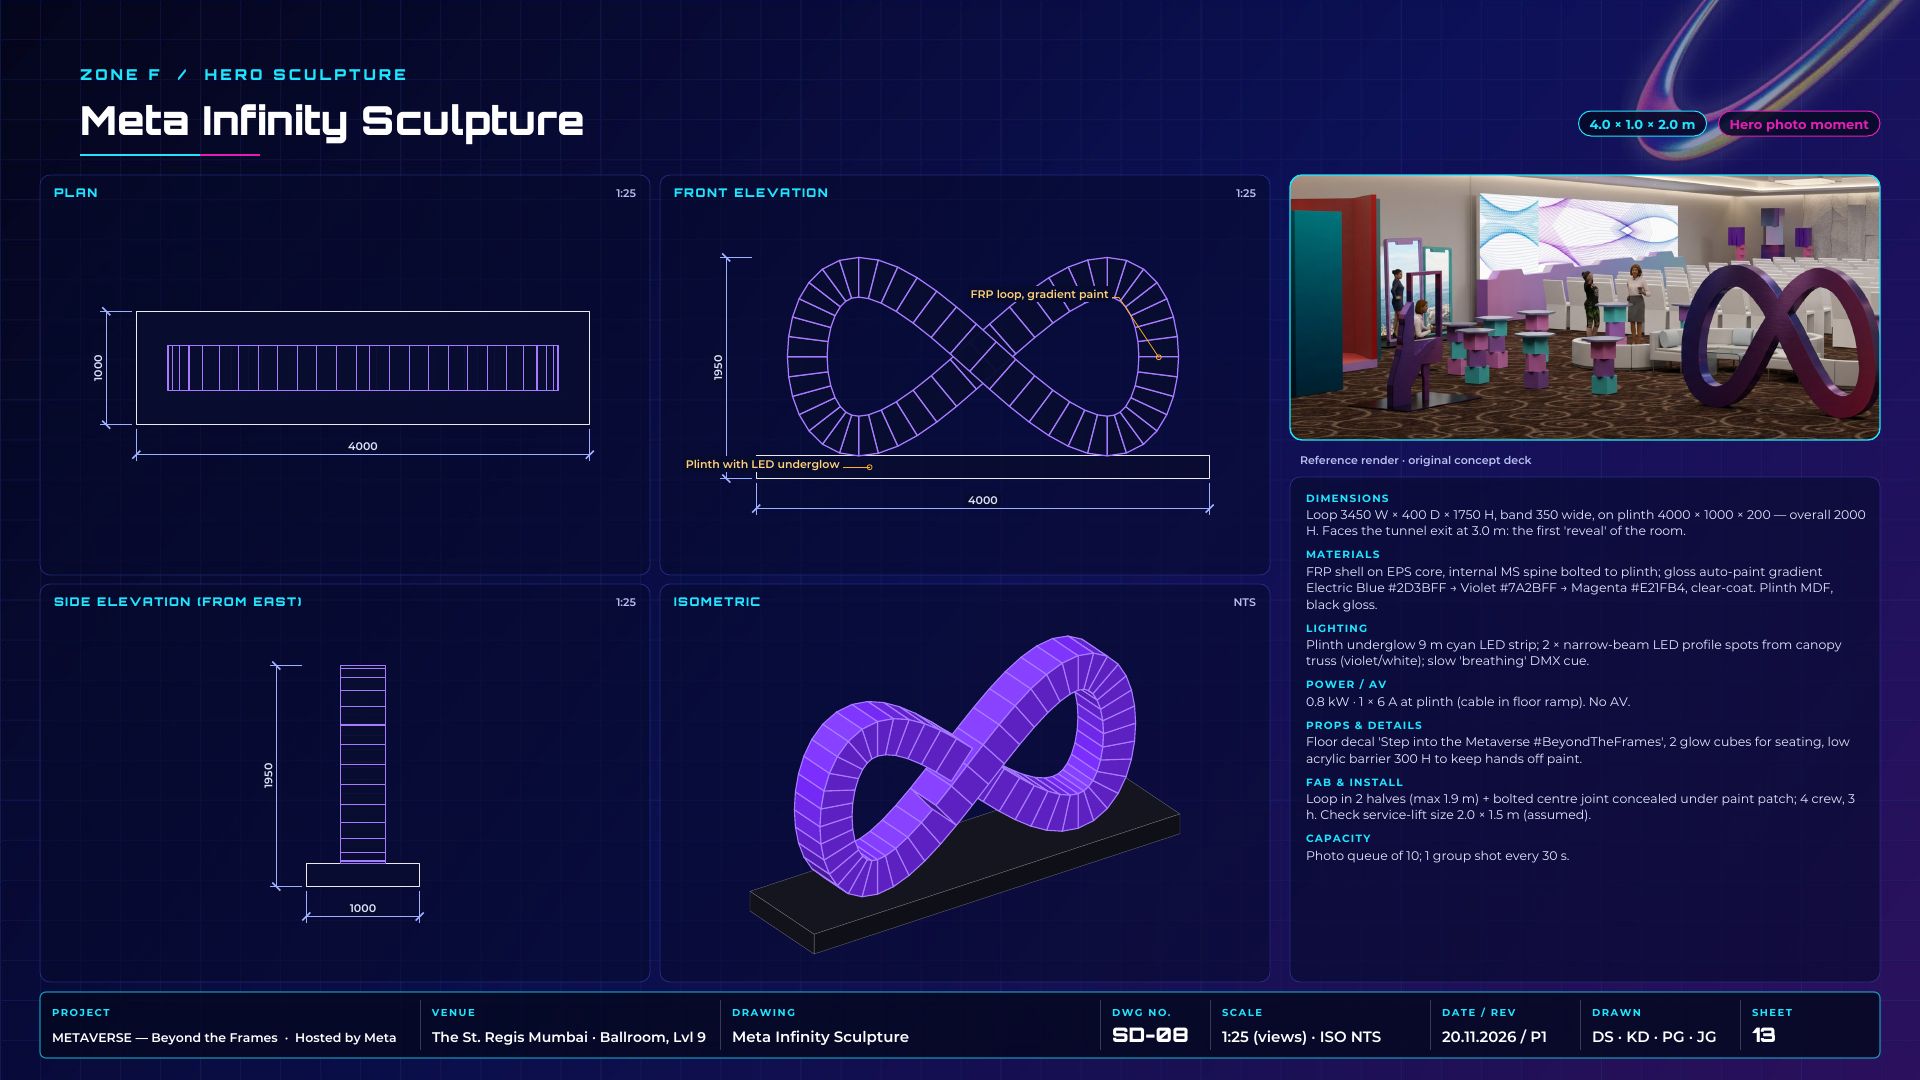 ZONE F / HERO SCULPTURE
Meta Infinity Sculpture
4.0 × 1.0 × 2.0 m
Hero photo moment
PLAN
1:25
1000
4000
FRONT ELEVATION
1:25
FRP loop, gradient paint
1950
Plinth with LED underglow
4000
SIDE ELEVATION (FROM EAST)
1:25
1950
1000
ISOMETRIC
NTS
Reference render · original concept deck
DIMENSIONS
Loop 3450 W × 400 D × 1750 H, band 350 wide, on plinth 4000 × 1000 × 200 — overall 2000
H. Faces the tunnel exit at 3.0 m: the first 'reveal' of the room.
MATERIALS
FRP shell on EPS core, internal MS spine bolted to plinth; gloss auto-paint gradient
Electric Blue #2D3BFF → Violet #7A2BFF → Magenta #E21FB4, clear-coat. Plinth MDF,
black gloss.
LIGHTING
Plinth underglow 9 m cyan LED strip; 2 × narrow-beam LED profile spots from canopy
truss (violet/white); slow 'breathing' DMX cue.
POWER / AV
0.8 kW · 1 × 6 A at plinth (cable in floor ramp). No AV.
PROPS & DETAILS
Floor decal 'Step into the Metaverse #BeyondTheFrames', 2 glow cubes for seating, low
acrylic barrier 300 H to keep hands off paint.
FAB & INSTALL
Loop in 2 halves (max 1.9 m) + bolted centre joint concealed under paint patch; 4 crew, 3
h. Check service-lift size 2.0 × 1.5 m (assumed).
CAPACITY
Photo queue of 10; 1 group shot every 30 s.
PROJECT
METAVERSE — Beyond the Frames · Hosted by Meta
VENUE
The St. Regis Mumbai · Ballroom, Lvl 9
DRAWING
Meta Infinity Sculpture
DWG NO.
SD-08
SCALE
1:25 (views) · ISO NTS
DATE / REV
20.11.2026 / P1
DRAWN
DS · KD · PG · JG
SHEET
13